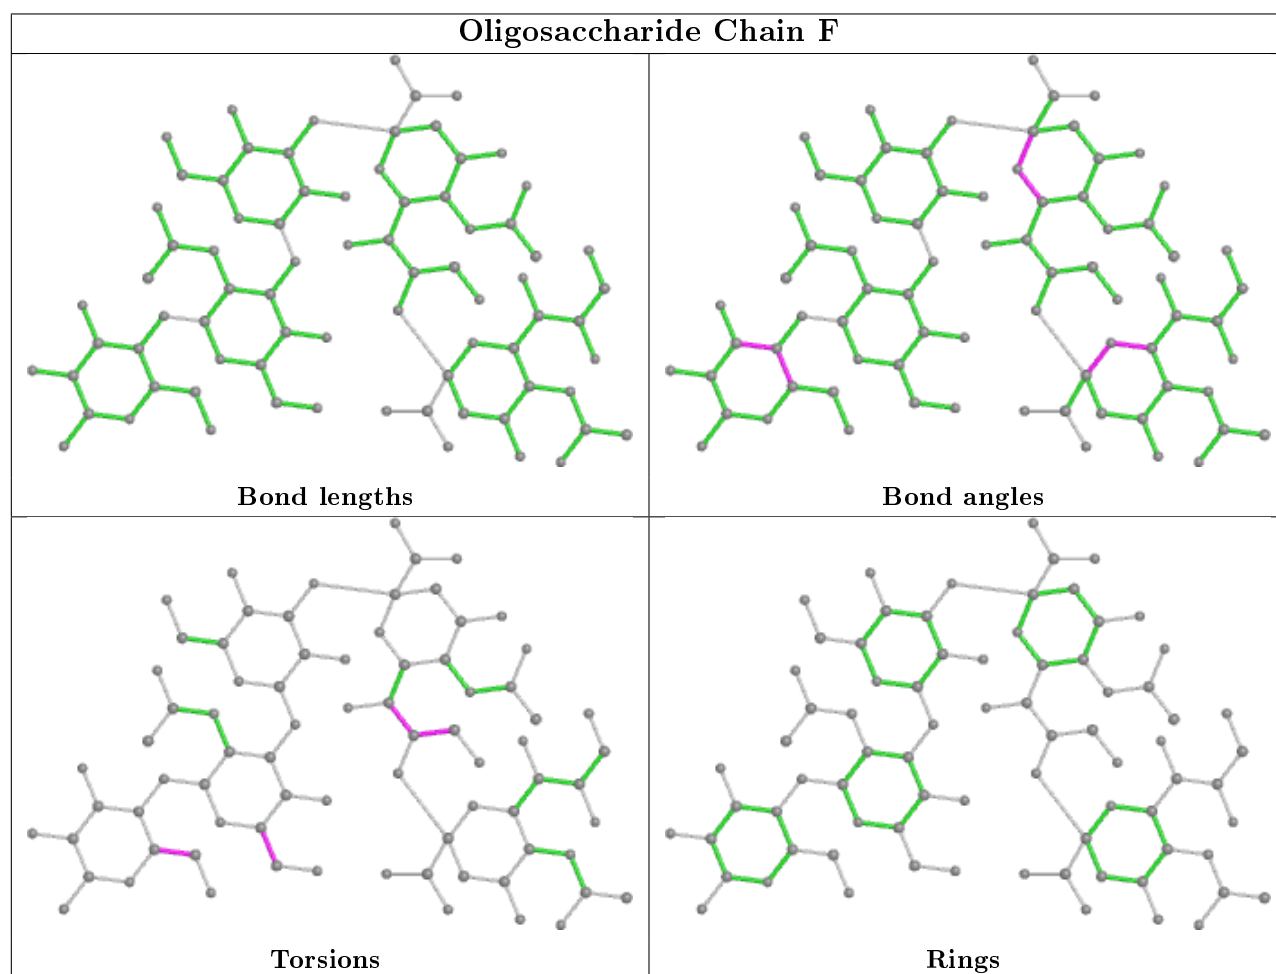 Oligosaccharide Chain F
Bond lengths
Bond angles
Torsions
Rings